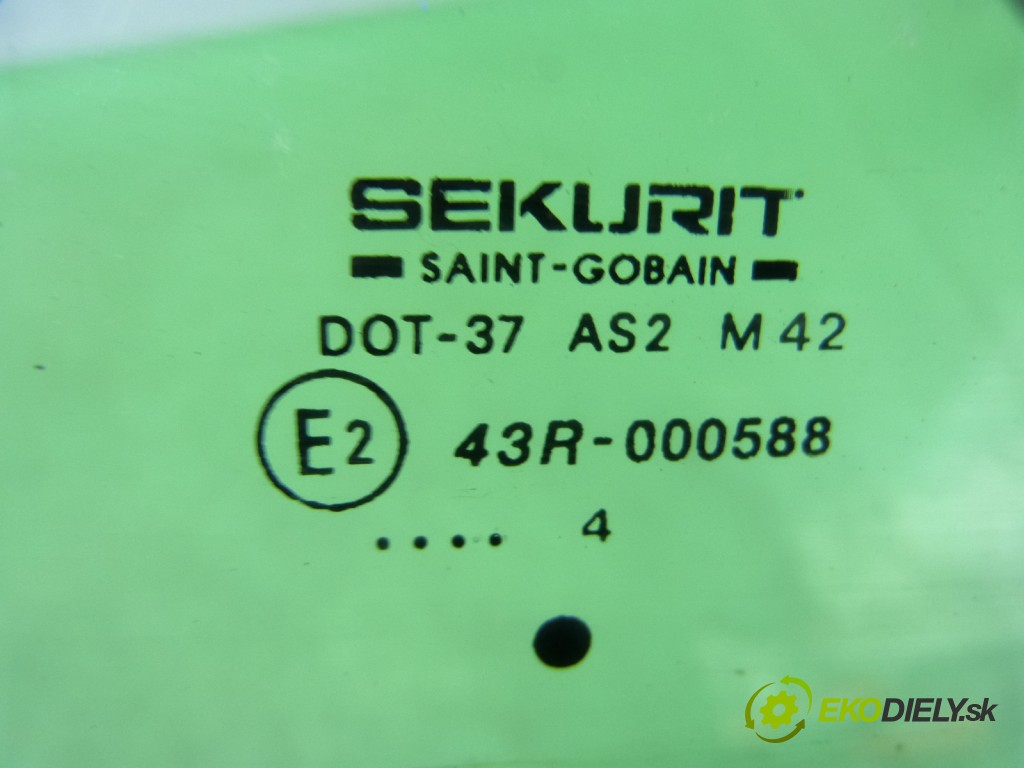 SEKURIT
SAINT-GOBAIN
DOT-37 AS2 M42
E2 43R-000588
.... 4
EKODIELY.sk